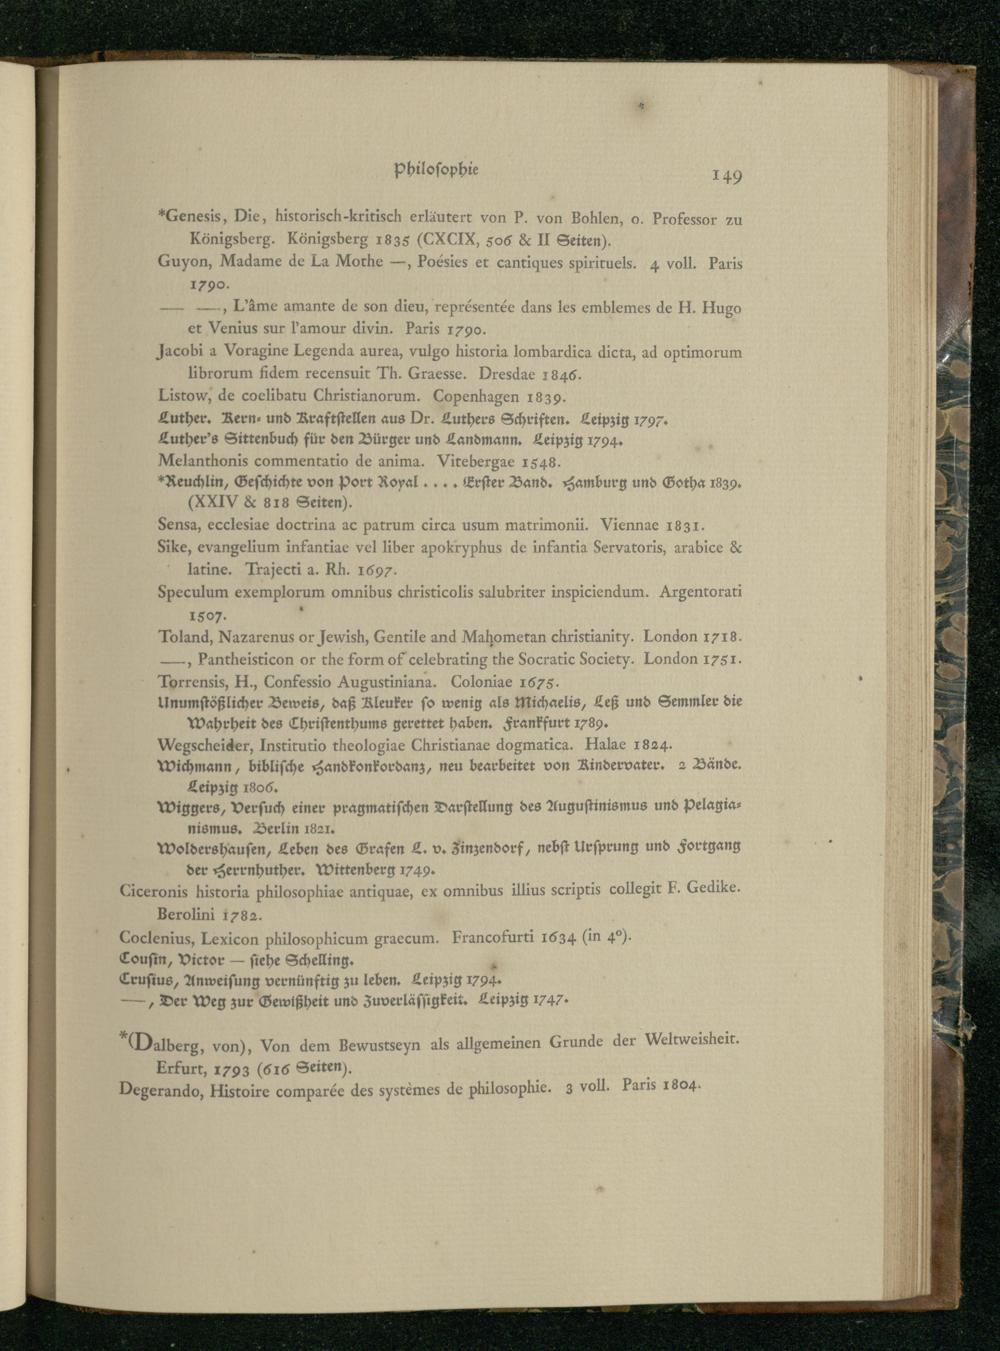 Philosophie
149
*Genesis, Die, historisch-kritisch erläutert von P. von Bohlen, o. Professor zu
Königsberg. Königsberg 1835 (CXCIX, 506 & II Seiten).
Guyon, Madame de La Mothe —, Poésies et cantiques spirituels. 4 voll. Paris
1790.
— —, L'âme amante de son dieu, représentée dans les emblemes de H. Hugo
et Venius sur l'amour divin. Paris 1790.
Jacobi a Voragine Legenda aurea, vulgo historia lombardica dicta, ad optimorum
librorum fidem recensuit Th. Graesse. Dresdae 1846.
Listow, de coelibatu Christianorum. Copenhagen 1839.
Luther. Kern- und Kraftstellen aus Dr. Luthers Schriften. Leipzig 1797.
Luther's Sittenbuch für den Bürger und Landmann. Leipzig 1794.
Melanthonis commentatio de anima. Vitebergae 1548.
*Reuchlin, Geschichte von Port Royal .... Erster Band. Hamburg und Gotha 1839.
(XXIV & 818 Seiten).
Sensa, ecclesiae doctrina ac patrum circa usum matrimonii. Viennae 1831.
Sike, evangelium infantiae vel liber apokryphus de infantia Servatoris, arabice &
latine. Trajecti a. Rh. 1697.
Speculum exemplorum omnibus christicolis salubriter inspiciendum. Argentorati
1507.
Toland, Nazarenus or Jewish, Gentile and Mahometan christianity. London 1718.
—, Pantheisticon or the form of celebrating the Socratic Society. London 1751.
Torrensis, H., Confessio Augustiniana. Coloniae 1675.
Unumstößlicher Beweis, daß Kleuker so wenig als Michaelis, Leß und Semmler die
Wahrheit des Christenthums gerettet haben. Frankfurt 1789.
Wegscheider, Institutio theologiae Christianae dogmatica. Halae 1824.
Wichmann, biblische Handkonkordanz, neu bearbeitet von Kindervater. 2 Bände.
Leipzig 1806.
Wiggers, Versuch einer pragmatischen Darstellung des Augustinismus und Pelagia-
nismus. Berlin 1821.
Woldershausen, Leben des Grafen L. v. Zinzendorf, nebst Ursprung und Fortgang
der Herrnhuther. Wittenberg 1749.
Ciceronis historia philosophiae antiquae, ex omnibus illius scriptis collegit F. Gedike.
Berolini 1782.
Coclenius, Lexicon philosophicum graecum. Francofurti 1634 (in 4°).
Cousin, Victor — siehe Schelling.
Crusius, Anweisung vernünftig zu leben. Leipzig 1794.
—, Der Weg zur Gewißheit und Zuverlässigkeit. Leipzig 1747.
*(Dalberg, von), Von dem Bewustseyn als allgemeinen Grunde der Weltweisheit.
Erfurt, 1793 (616 Seiten).
Degerando, Histoire comparée des systèmes de philosophie. 3 voll. Paris 1804.